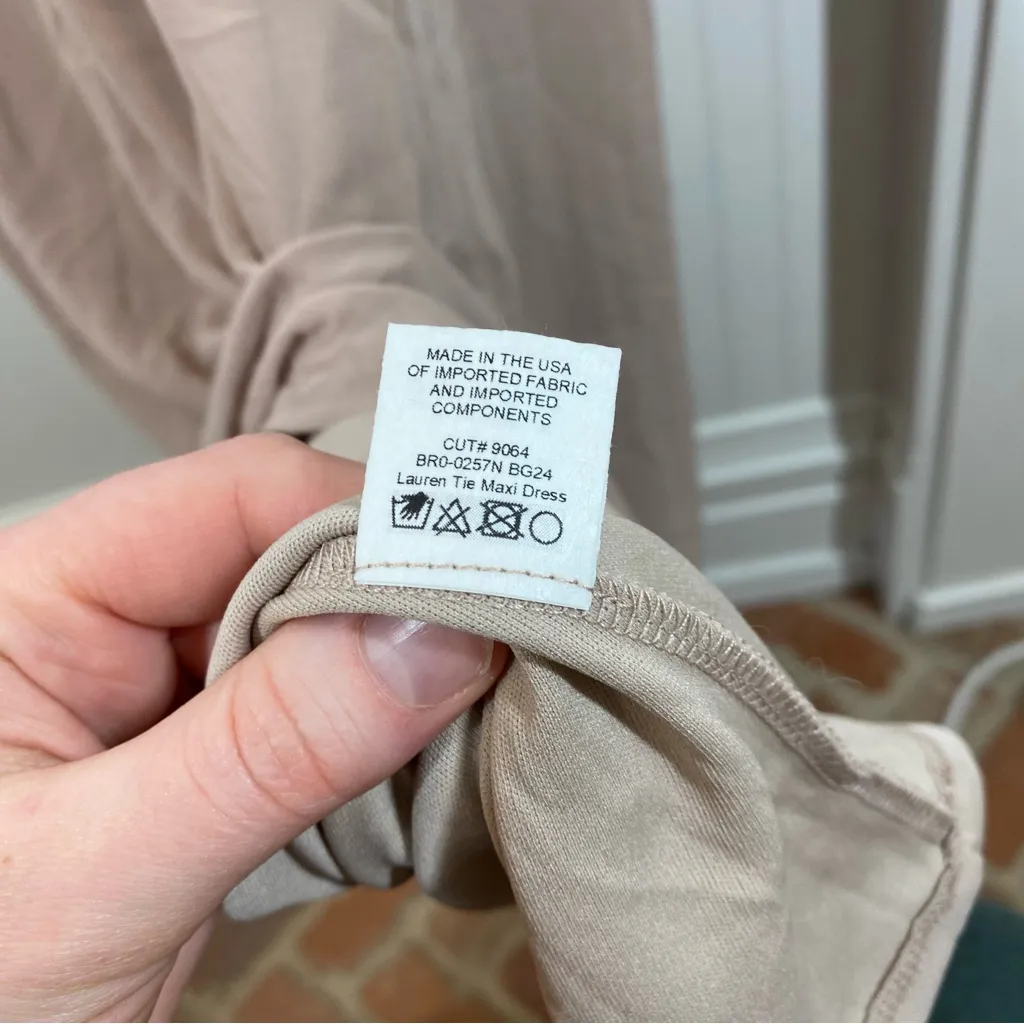 MADE IN THE USA
OF IMPORTED FABRIC
AND IMPORTED
COMPONENTS
CUT# 9064
BR0-0257N BG24
Lauren Tie Maxi Dress